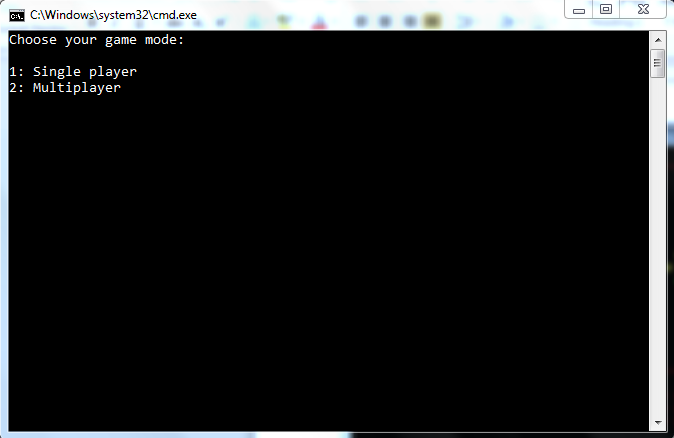 C:\Windows\system32\cmd.exe
Choose your game mode:
1: Single player
2: Multiplayer